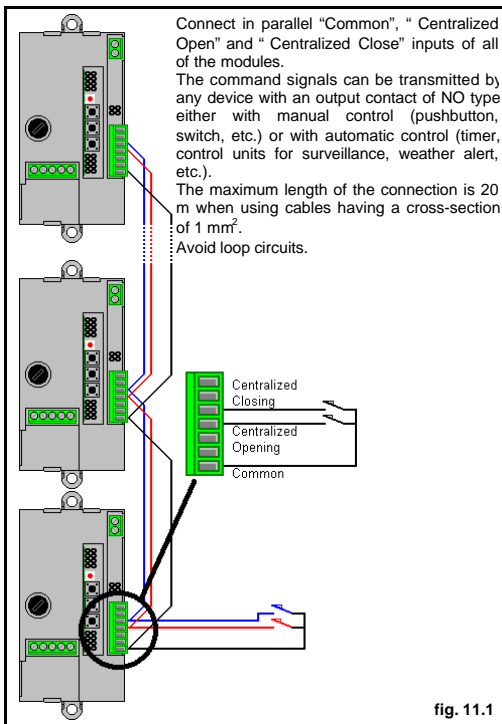 Connect in parallel “Common”, “ Centralized
Open” and “ Centralized Close” inputs of all
of the modules.
The command signals can be transmitted by
any device with an output contact of NO type
either with manual control (pushbutton,
switch, etc.) or with automatic control (timer,
control units for surveillance, weather alert,
etc.).
The maximum length of the connection is 20
m when using cables having a cross-section
of 1 mm².
Avoid loop circuits.
Centralized
Closing
Centralized
Opening
Common
fig. 11.1